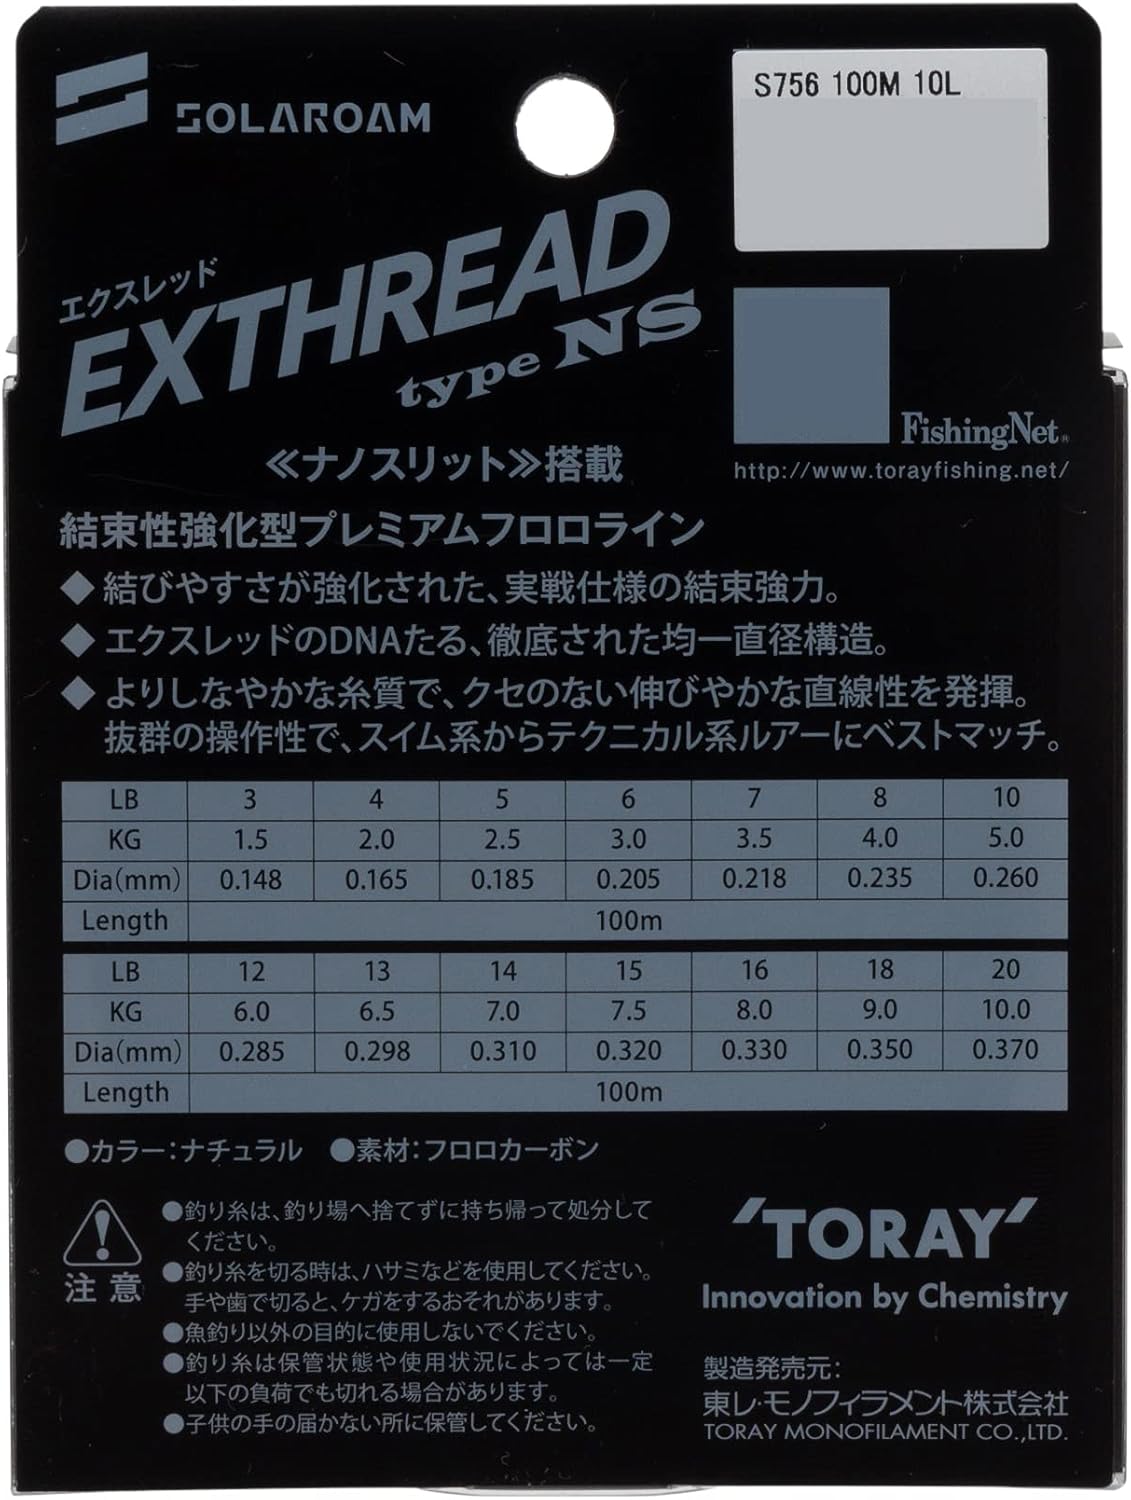 SOLAROAM
S756 100M 10L
エクスレッド
EXTHREAD
type NS
FishingNet®
http://www.torayfishing.net/
≪ナノスリット≫搭載
結束性強化型プレミアムフロロライン
◆ 結びやすさが強化された、実戦仕様の結束強力。
◆ エクスレッドのDNAたる、徹底された均一直径構造。
◆ よりしなやかな糸質で、クセのない伸びやかな直線性を発揮。
抜群の操作性で、スイム系からテクニカル系ルアーにベストマッチ。
LB 3 4 5 6 7 8 10
KG 1.5 2.0 2.5 3.0 3.5 4.0 5.0
Dia(mm) 0.148 0.165 0.185 0.205 0.218 0.235 0.260
Length 100m
LB 12 13 14 15 16 18 20
KG 6.0 6.5 7.0 7.5 8.0 9.0 10.0
Dia(mm) 0.285 0.298 0.310 0.320 0.330 0.350 0.370
Length 100m
●カラー：ナチュラル ●素材：フロロカーボン
注意
●釣り糸は、釣り場へ捨てずに持ち帰って処分して
ください。
●釣り糸を切る時は、ハサミなどを使用してください。
手や歯で切ると、ケガをするおそれがあります。
●魚釣り以外の目的に使用しないでください。
●釣り糸は保管状態や使用状況によっては一定
以下の負荷でも切れる場合があります。
●子供の手の届かない所に保管してください。
'TORAY'
Innovation by Chemistry
製造発売元：
東レ・モノフィラメント株式会社
TORAY MONOFILAMENT CO.,LTD.